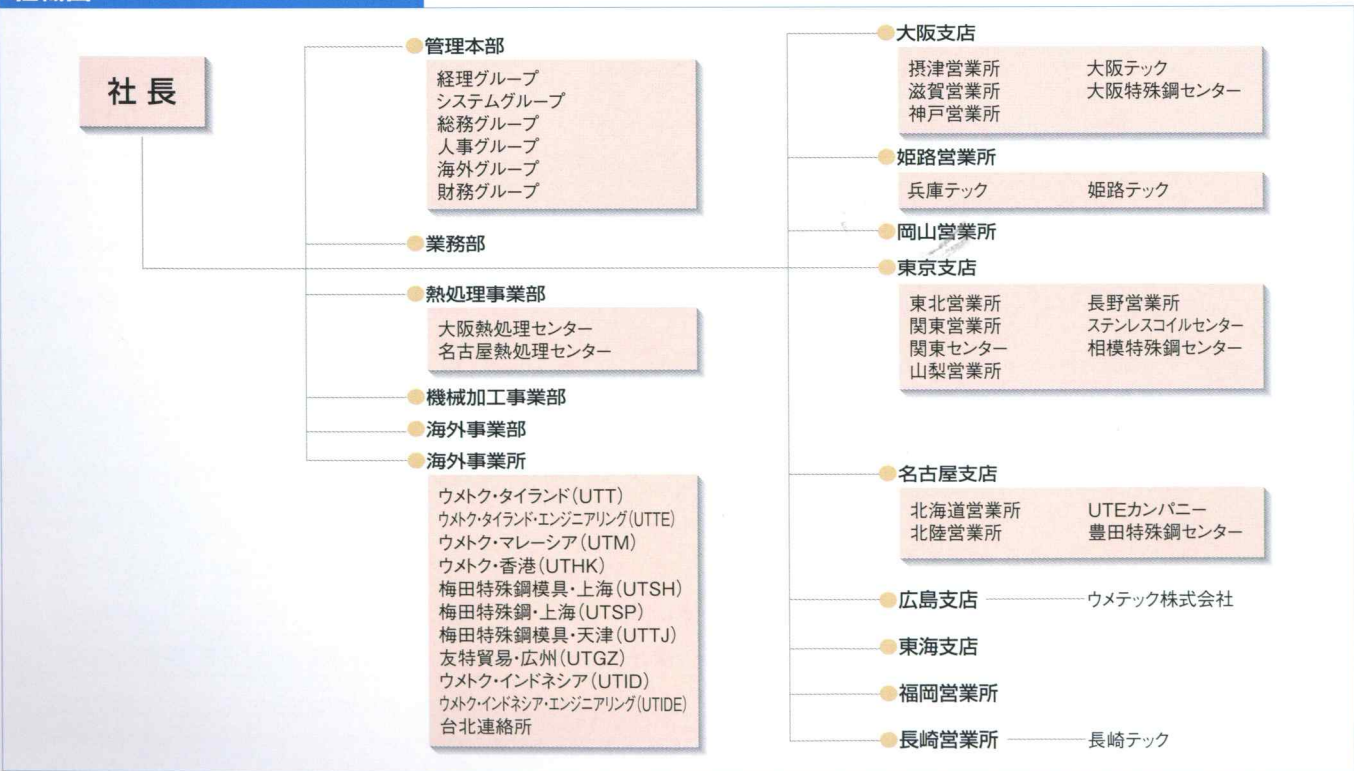 社長
管理本部
経理グループ
システムグループ
総務グループ
人事グループ
海外グループ
財務グループ
業務部
熱処理事業部
大阪熱処理センター
名古屋熱処理センター
機械加工事業部
海外事業部
海外事業所
ウメトク・タイランド(UTT)
ウメトク・タイランド・エンジニアリング(UTTE)
ウメトク・マレーシア(UTM)
ウメトク・香港(UTHK)
梅田特殊鋼模具・上海(UTSH)
梅田特殊鋼・上海(UTSP)
梅田特殊鋼模具・天津(UTTJ)
友特貿易・広州(UTGZ)
ウメトク・インドネシア(UTID)
ウメトク・インドネシア・エンジニアリング(UTIDE)
台北連絡所
大阪支店
摂津営業所 大阪テック
滋賀営業所 大阪特殊鋼センター
神戸営業所
姫路営業所
兵庫テック 姫路テック
岡山営業所
東京支店
東北営業所 長野営業所
関東営業所 ステンレスコイルセンター
関東センター 相模特殊鋼センター
山梨営業所
名古屋支店
北海道営業所 UTEカンパニー
北陸営業所 豊田特殊鋼センター
広島支店 ウメテック株式会社
東海支店
福岡営業所
長崎営業所 長崎テック